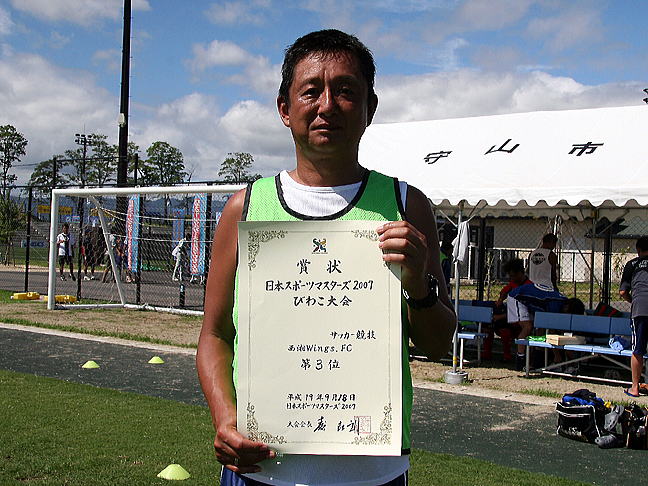 守山市
賞状
日本スポーツマスターズ2007
びわこ大会
サッカー競技
Wings.FC
第3位
平成19年9月18日
日本スポーツマスターズ2007
大会会長